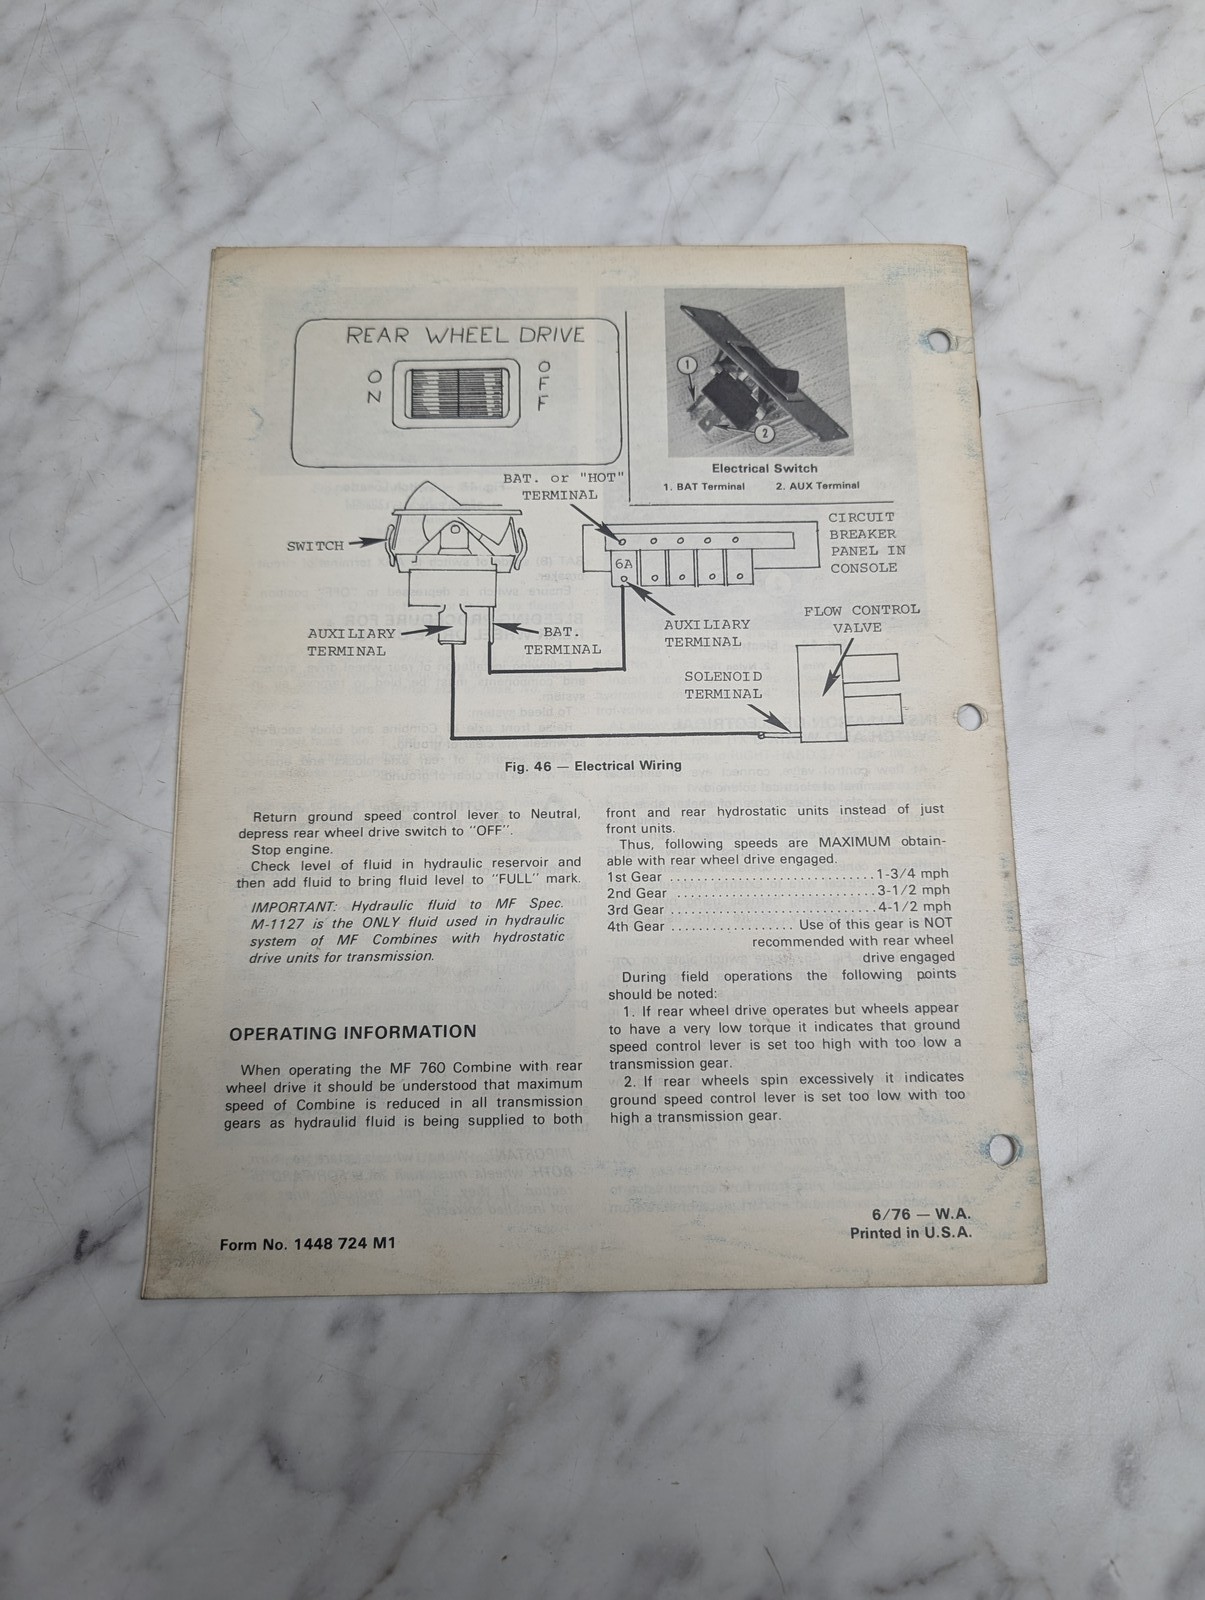 REAR WHEEL DRIVE
ON
OFF
1
2
Electrical Switch
1. BAT Terminal 2. AUX Terminal
BAT. or "HOT"
TERMINAL
SWITCH
6A
CIRCUIT
BREAKER
PANEL IN
CONSOLE
AUXILIARY
TERMINAL
BAT.
TERMINAL
AUXILIARY
TERMINAL
FLOW CONTROL
VALVE
SOLENOID
TERMINAL
Fig. 46 — Electrical Wiring
Return ground speed control lever to Neutral,
depress rear wheel drive switch to "OFF".
Stop engine.
Check level of fluid in hydraulic reservoir and
then add fluid to bring fluid level to "FULL" mark.
IMPORTANT: Hydraulic fluid to MF Spec.
M-1127 is the ONLY fluid used in hydraulic
system of MF Combines with hydrostatic
drive units for transmission.
OPERATING INFORMATION
When operating the MF 760 Combine with rear
wheel drive it should be understood that maximum
speed of Combine is reduced in all transmission
gears as hydraulid fluid is being supplied to both
front and rear hydrostatic units instead of just
front units.
Thus, following speeds are MAXIMUM obtain-
able with rear wheel drive engaged.
1st Gear ............................ 1-3/4 mph
2nd Gear ........................... 3-1/2 mph
3rd Gear ............................ 4-1/2 mph
4th Gear ................. Use of this gear is NOT
recommended with rear wheel
drive engaged
During field operations the following points
should be noted:
1. If rear wheel drive operates but wheels appear
to have a very low torque it indicates that ground
speed control lever is set too high with too low a
transmission gear.
2. If rear wheels spin excessively it indicates
ground speed control lever is set too low with too
high a transmission gear.
Form No. 1448 724 M1
6/76 — W.A.
Printed in U.S.A.